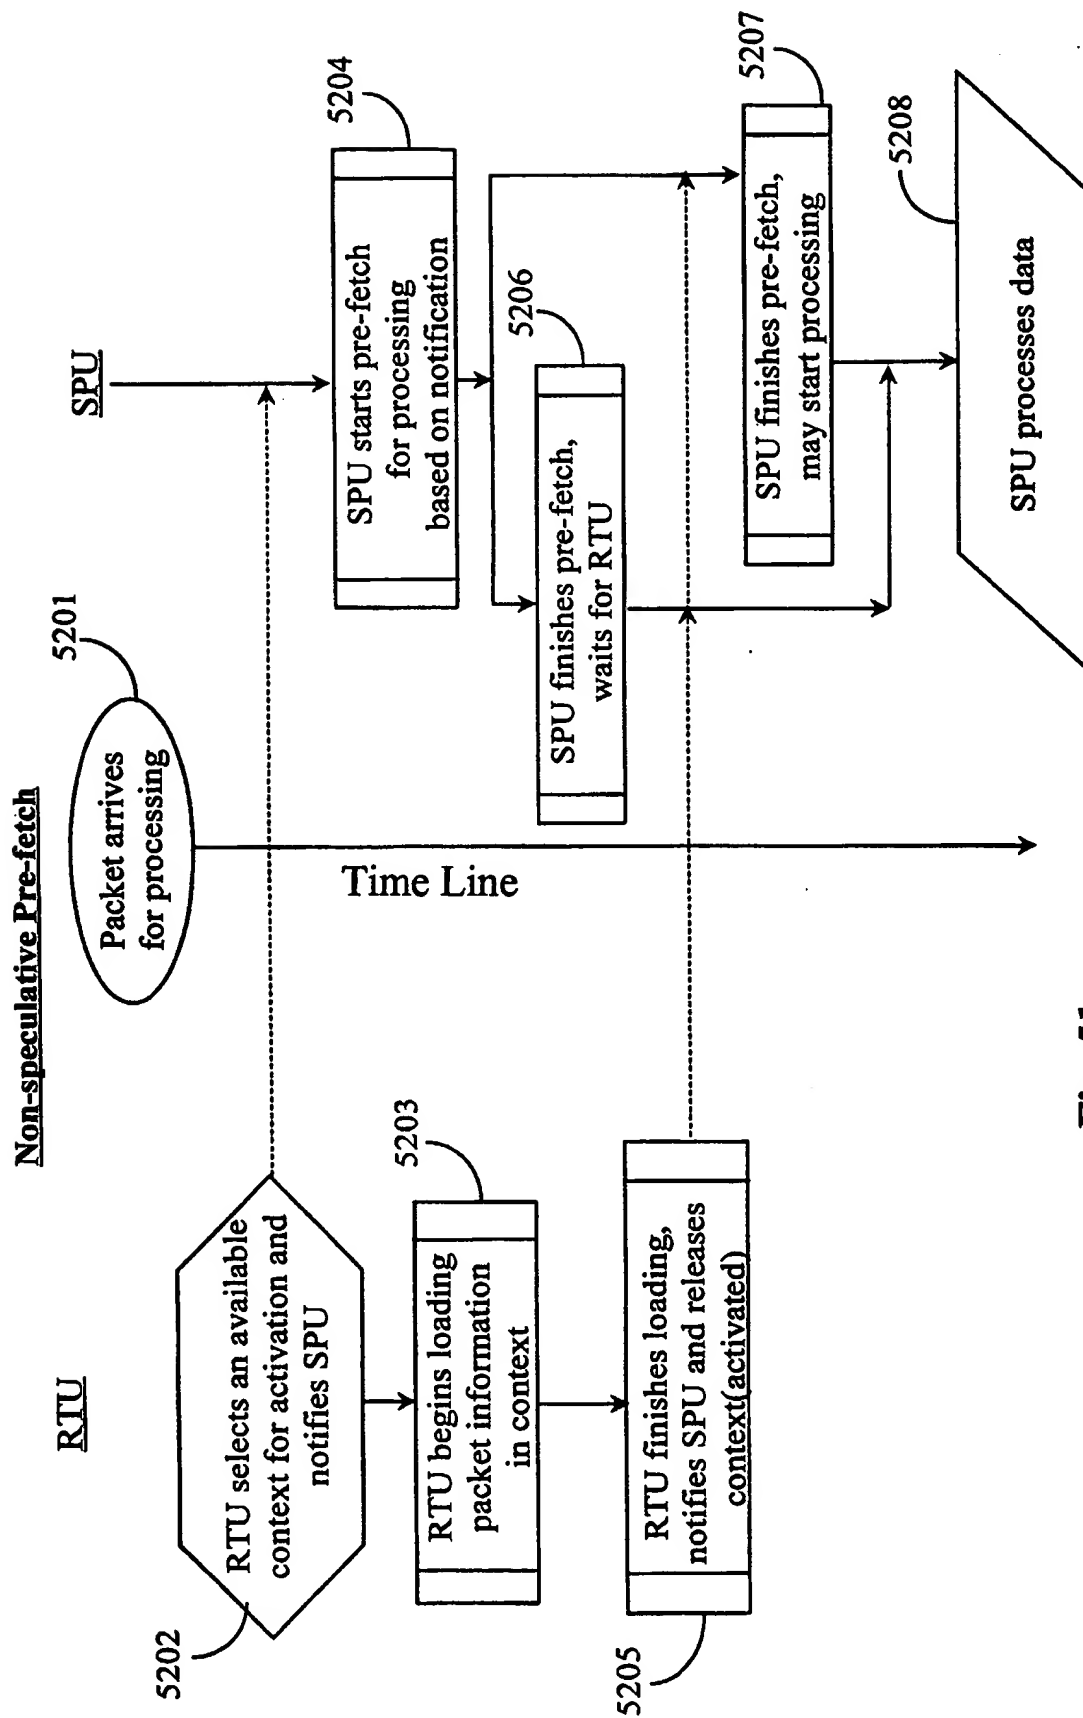 Non-speculative Pre-fetch
RTU
SPU
5201
Packet arrives
for processing
5202
RTU selects an available
context for activation and
notifies SPU
5203
RTU begins loading
packet information
in context
5204
SPU starts pre-fetch
for processing
based on notification
Time Line
5206
SPU finishes pre-fetch,
waits for RTU
5205
RTU finishes loading,
notifies SPU and releases
context(activated)
5207
SPU finishes pre-fetch,
may start processing
5208
SPU processes data